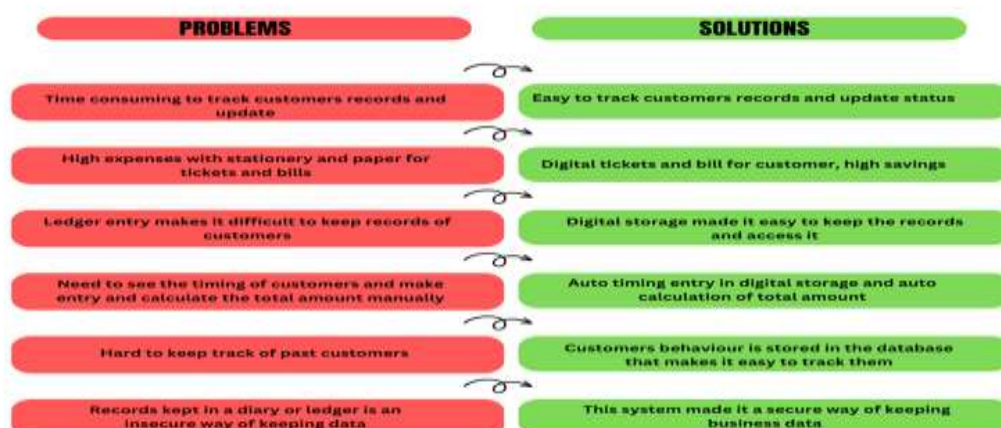 PROBLEMS
SOLUTIONS
Time consuming to track customers records and
update
Easy to track customers records and update status
High expenses with stationery and paper for
tickets and bills
Digital tickets and bill for customer, high savings
Ledger entry makes it difficult to keep records of
customers
Digital storage made it easy to keep the records
and access it
Need to see the timing of customers and make
entry and calculate the total amount manually
Auto timing entry in digital storage and auto
calculation of total amount
Hard to keep track of past customers
Customers behaviour is stored in the database
that makes it easy to track them
Records kept in a diary or ledger is an
insecure way of keeping data
This system made it a secure way of keeping
business data